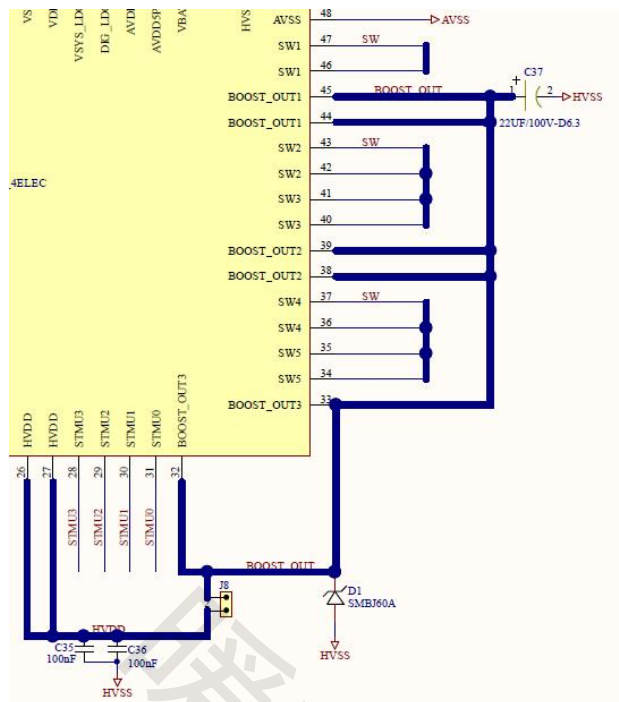 VSYS_LDO
DIG_LDO
AVDD5P
HVS
AVSS 48 AVSS
SW1 47 SW
SW1 46
BOOST_OUT1 45 BOOST_OUT
BOOST_OUT1 44
+ C37
1 2 HVSS
22UF/100V-D6.3
SW2 43 SW
SW2 42
SW3 41
SW3 40
_4ELEC
BOOST_OUT2 39
BOOST_OUT2 38
SW4 37 SW
SW4 36
SW5 35
SW5 34
BOOST_OUT3 33
HVDD 26
HVDD 27
STMU3 28 STMU3
STMU2 29 STMU2
STMU1 30 STMU1
STMU0 31 STMU0
BOOST_OUT3 32
BOOST_OUT
J8
D1
SMBJ60A
HVSS
HVDD
C35
100nF
C36
100nF
HVSS